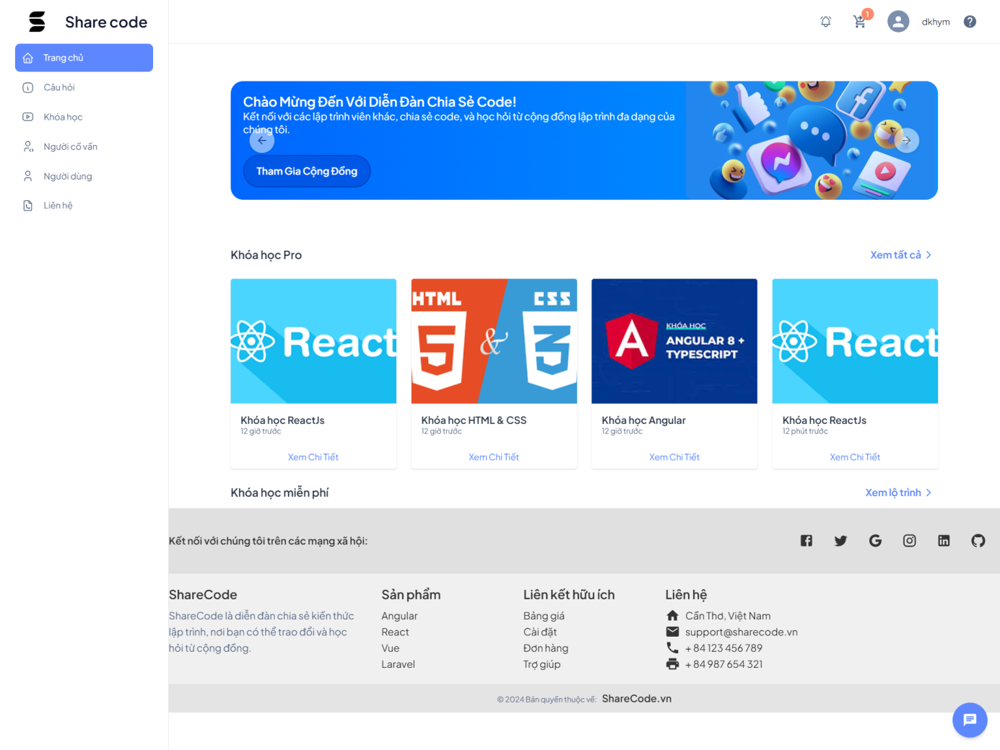 Share code
1
dkhym
Trang chủ
Câu hỏi
Khóa học
Người cố vấn
Người dùng
Liên hệ
Chào Mừng Đến Với Diễn Đàn Chia Sẻ Code!
Kết nối với các lập trình viên khác, chia sẻ code, và học hỏi từ cộng đồng lập trình đa dạng của
chúng tôi.
Tham Gia Cộng Đồng
Khóa học Pro
Xem tất cả
React
HTML CSS
5 & 3
KHÓA HỌC
ANGULAR 8 +
TYPESCRIPT
A
React
Khóa học ReactJs
12 giờ trước
Xem Chi Tiết
Khóa học HTML & CSS
12 giờ trước
Xem Chi Tiết
Khóa học Angular
12 giờ trước
Xem Chi Tiết
Khóa học ReactJs
12 phút trước
Xem Chi Tiết
Khóa học miễn phí
Xem lộ trình
Kết nối với chúng tôi trên các mạng xã hội:
ShareCode
ShareCode là diễn đàn chia sẻ kiến thức
lập trình, nơi bạn có thể trao đổi và học
hỏi từ cộng đồng.
Sản phẩm
Angular
React
Vue
Laravel
Liên kết hữu ích
Bảng giá
Cài đặt
Đơn hàng
Trợ giúp
Liên hệ
Cần Thơ, Việt Nam
support@sharecode.vn
+ 84 123 456 789
+ 84 987 654 321
© 2024 Bản quyền thuộc về: ShareCode.vn